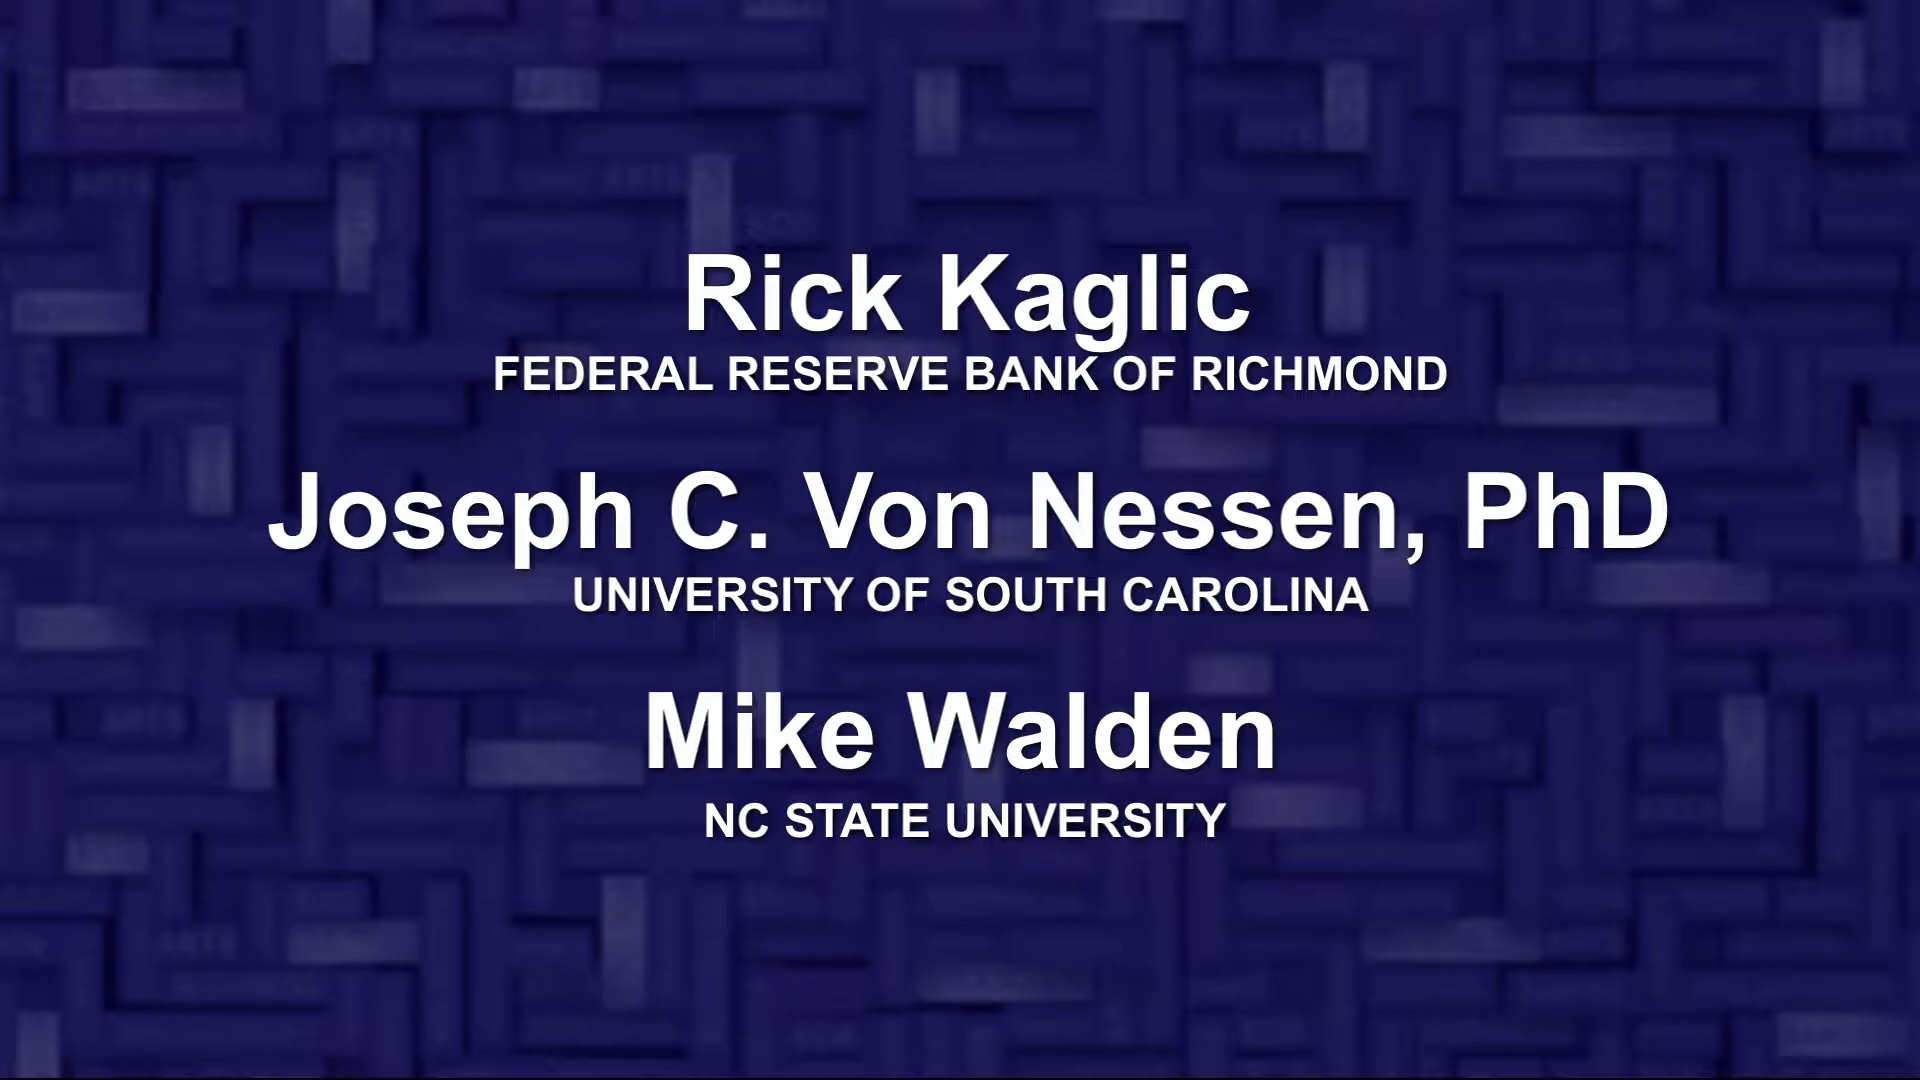 Rick Kaglic
FEDERAL RESERVE BANK OF RICHMOND
Joseph C. Von Nessen, PhD
UNIVERSITY OF SOUTH CAROLINA
Mike Walden
NC STATE UNIVERSITY